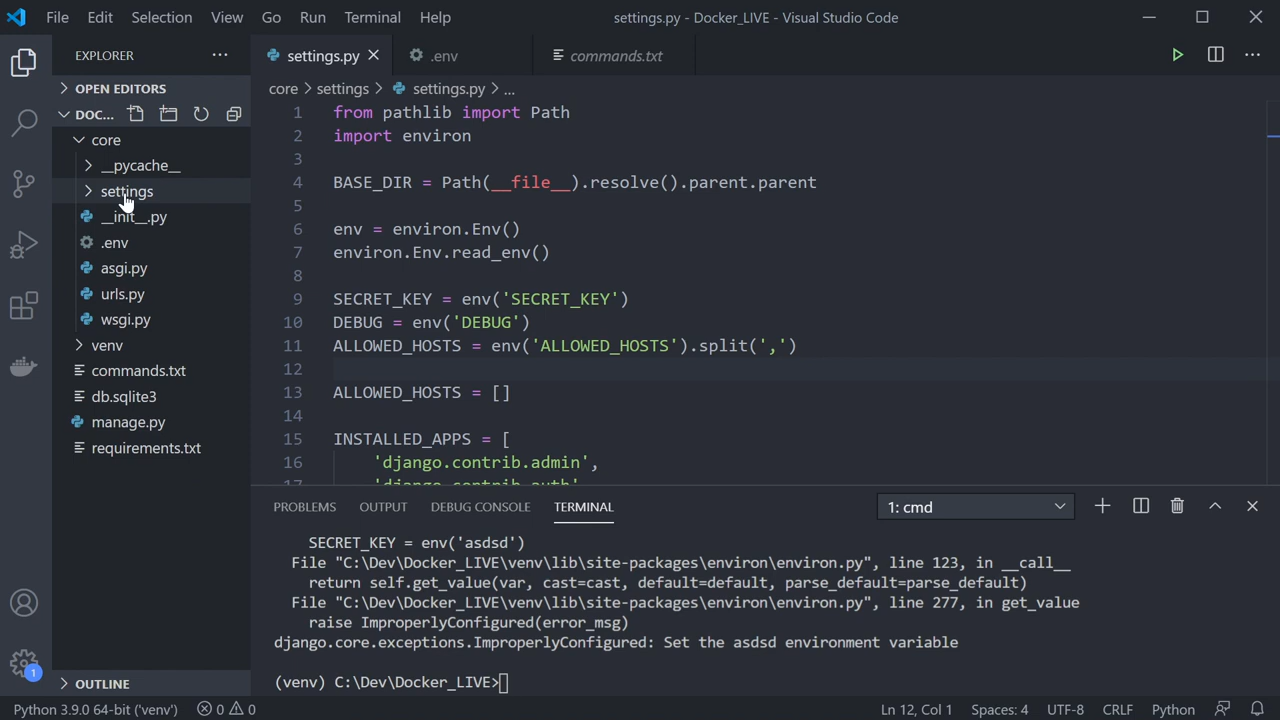 File Edit Selection View Go Run Terminal Help
settings.py - Docker_LIVE - Visual Studio Code
EXPLORER
OPEN EDITORS
DOC...
core
__pycache__
settings
__init__.py
.env
asgi.py
urls.py
wsgi.py
venv
commands.txt
db.sqlite3
manage.py
requirements.txt
OUTLINE
1
settings.py
.env
commands.txt
core > settings > settings.py > ...
1 from pathlib import Path
2 import environ
3
4 BASE_DIR = Path(__file__).resolve().parent.parent
5
6 env = environ.Env()
7 environ.Env.read_env()
8
9 SECRET_KEY = env('SECRET_KEY')
10 DEBUG = env('DEBUG')
11 ALLOWED_HOSTS = env('ALLOWED_HOSTS').split(',')
12
13 ALLOWED_HOSTS = []
14
15 INSTALLED_APPS = [
16 'django.contrib.admin',
17 'django.contrib.auth'
PROBLEMS OUTPUT DEBUG CONSOLE TERMINAL
1: cmd
SECRET_KEY = env('asdsd')
File "C:\Dev\Docker_LIVE\venv\lib\site-packages\environ\environ.py", line 123, in __call__
return self.get_value(var, cast=cast, default=default, parse_default=parse_default)
File "C:\Dev\Docker_LIVE\venv\lib\site-packages\environ\environ.py", line 277, in get_value
raise ImproperlyConfigured(error_msg)
django.core.exceptions.ImproperlyConfigured: Set the asdsd environment variable
(venv) C:\Dev\Docker_LIVE>
Python 3.9.0 64-bit ('venv') 0 0 Ln 12, Col 1 Spaces: 4 UTF-8 CRLF Python